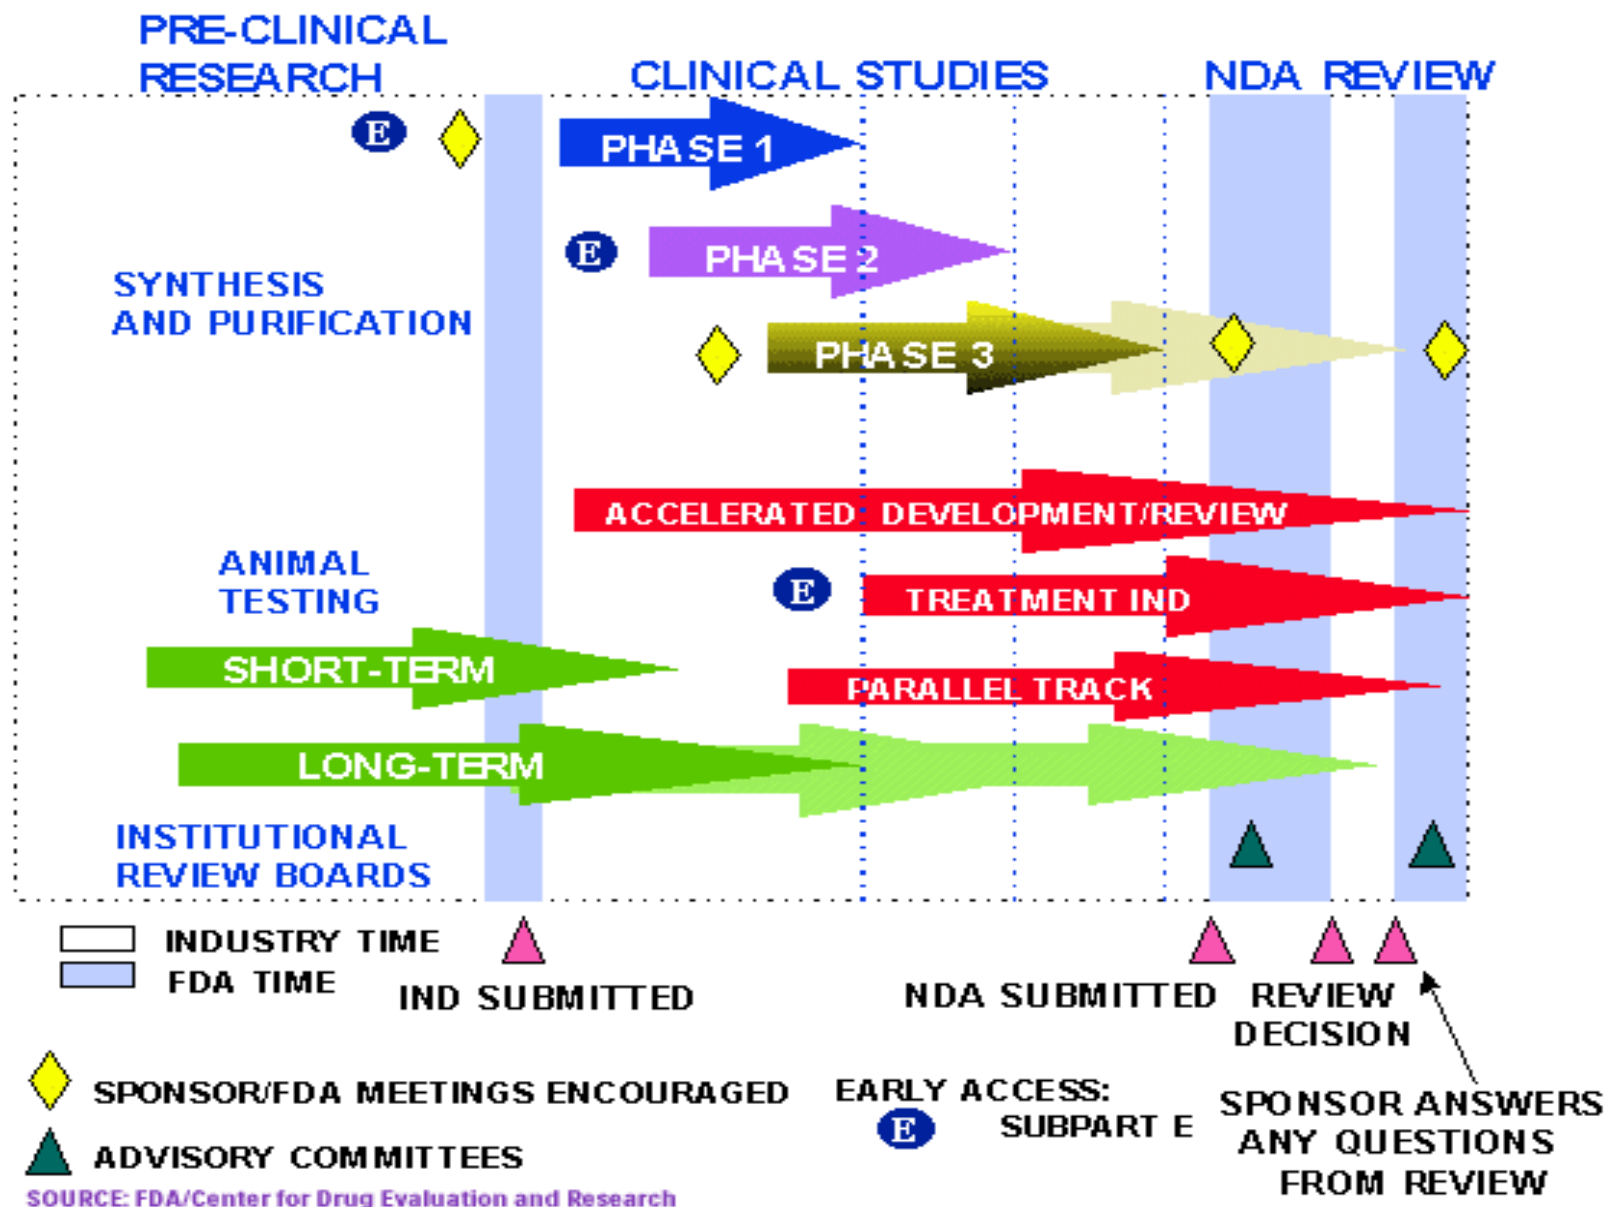 PRE-CLINICAL
RESEARCH
CLINICAL STUDIES
NDA REVIEW
E
PHASE 1
E
PHASE 2
SYNTHESIS
AND PURIFICATION
PHASE 3
ACCELERATED DEVELOPMENT/REVIEW
ANIMAL
TESTING
E
TREATMENT IND
SHORT-TERM
PARALLEL TRACK
LONG-TERM
INSTITUTIONAL
REVIEW BOARDS
INDUSTRY TIME
FDA TIME
IND SUBMITTED
NDA SUBMITTED
REVIEW
DECISION
SPONSOR/FDA MEETINGS ENCOURAGED
EARLY ACCESS:
E SUBPART E
SPONSOR ANSWERS
ANY QUESTIONS
FROM REVIEW
ADVISORY COMMITTEES
SOURCE: FDA/Center for Drug Evaluation and Research